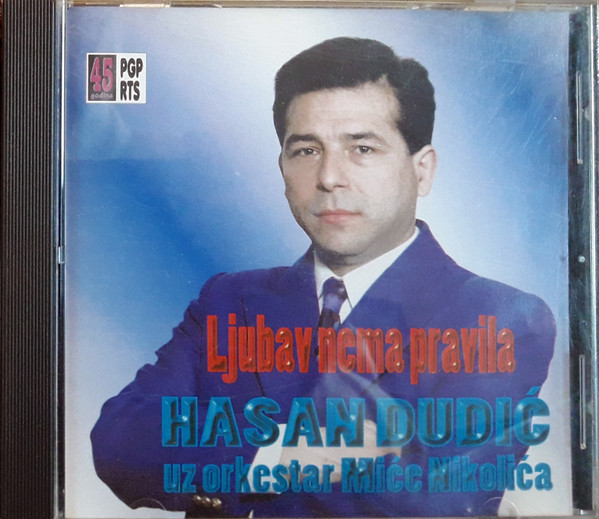 45
godina
PGP
RTS
Ljubav nema pravila
HASAN DUDIĆ
uz orkestar Miće Nikolića